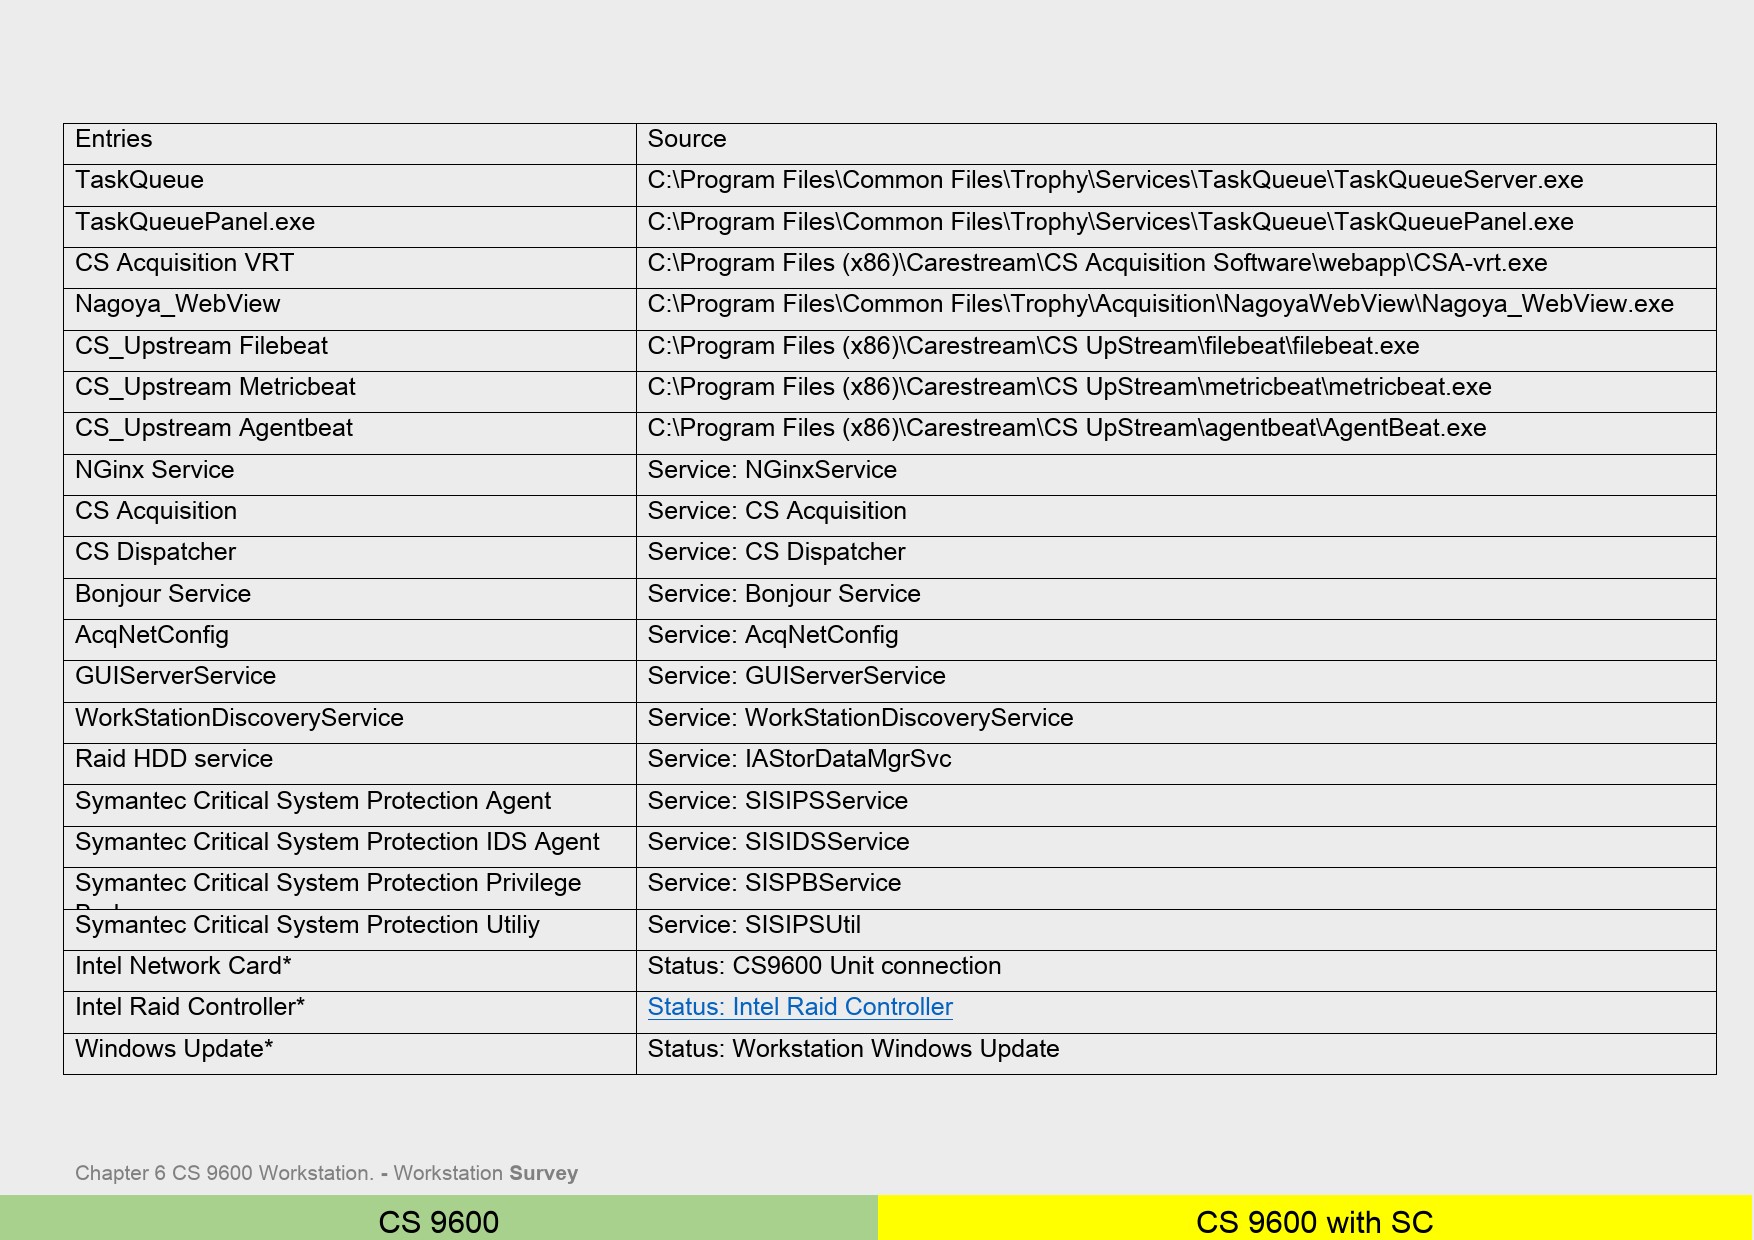 Entries Source
TaskQueue C:\Program Files\Common Files\Trophy\Services\TaskQueue\TaskQueueServer.exe
TaskQueuePanel.exe C:\Program Files\Common Files\Trophy\Services\TaskQueue\TaskQueuePanel.exe
CS Acquisition VRT C:\Program Files (x86)\Carestream\CS Acquisition Software\webapp\CSA-vrt.exe
Nagoya_WebView C:\Program Files\Common Files\Trophy\Acquisition\NagoyaWebView\Nagoya_WebView.exe
CS_Upstream Filebeat C:\Program Files (x86)\Carestream\CS UpStream\filebeat\filebeat.exe
CS_Upstream Metricbeat C:\Program Files (x86)\Carestream\CS UpStream\metricbeat\metricbeat.exe
CS_Upstream Agentbeat C:\Program Files (x86)\Carestream\CS UpStream\agentbeat\AgentBeat.exe
NGinx Service Service: NGinxService
CS Acquisition Service: CS Acquisition
CS Dispatcher Service: CS Dispatcher
Bonjour Service Service: Bonjour Service
AcqNetConfig Service: AcqNetConfig
GUIServerService Service: GUIServerService
WorkStationDiscoveryService Service: WorkStationDiscoveryService
Raid HDD service Service: IAStorDataMgrSvc
Symantec Critical System Protection Agent Service: SISIPSService
Symantec Critical System Protection IDS Agent Service: SISIDSService
Symantec Critical System Protection Privilege Service: SISPBService
Symantec Critical System Protection Utiliy Service: SISIPSUtil
Intel Network Card* Status: CS9600 Unit connection
Intel Raid Controller* Status: Intel Raid Controller
Windows Update* Status: Workstation Windows Update
Chapter 6 CS 9600 Workstation. - Workstation Survey
CS 9600 CS 9600 with SC